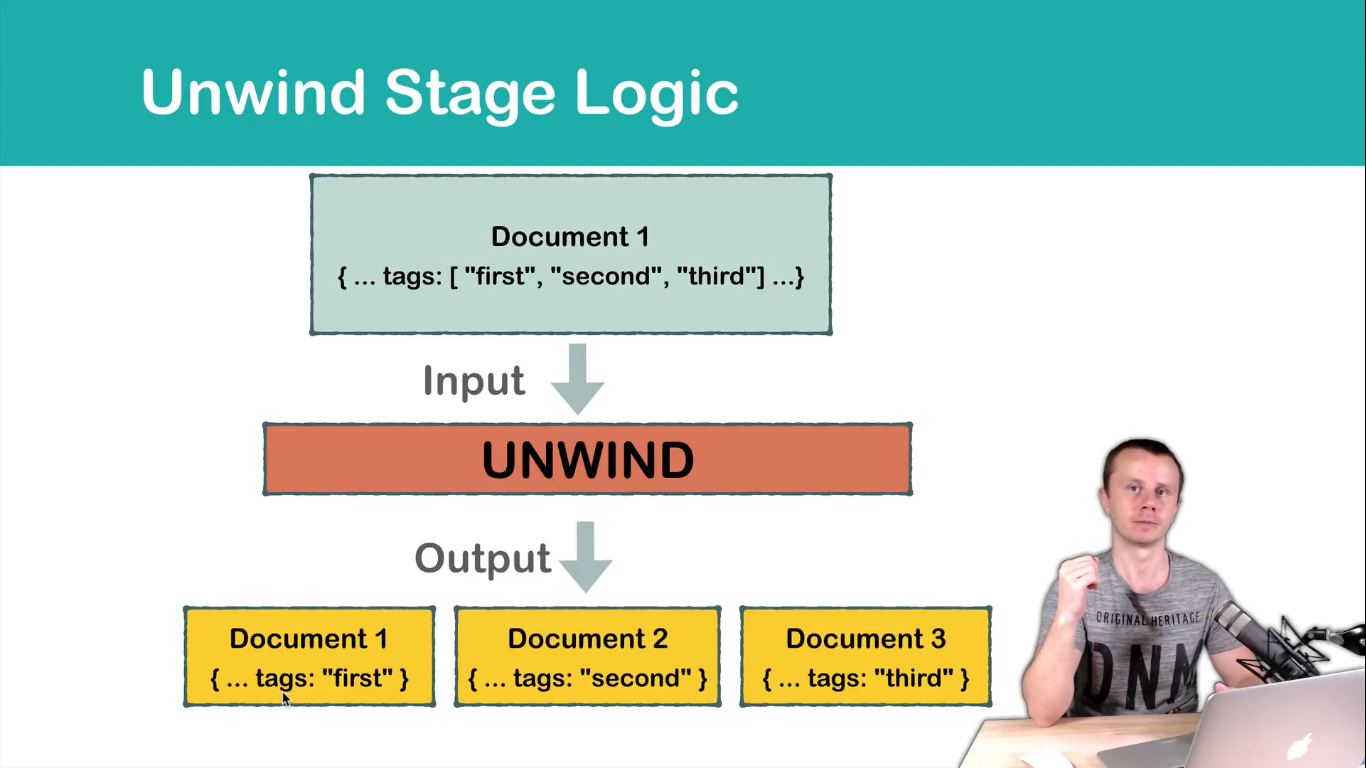 Unwind Stage Logic
Document 1
{ ... tags: [ "first", "second", "third"] ...}
Input
UNWIND
Output
Document 1
{ ... tags: "first" }
Document 2
{ ... tags: "second" }
Document 3
{ ... tags: "third" }
ORIGINAL HERITAGE
DNM